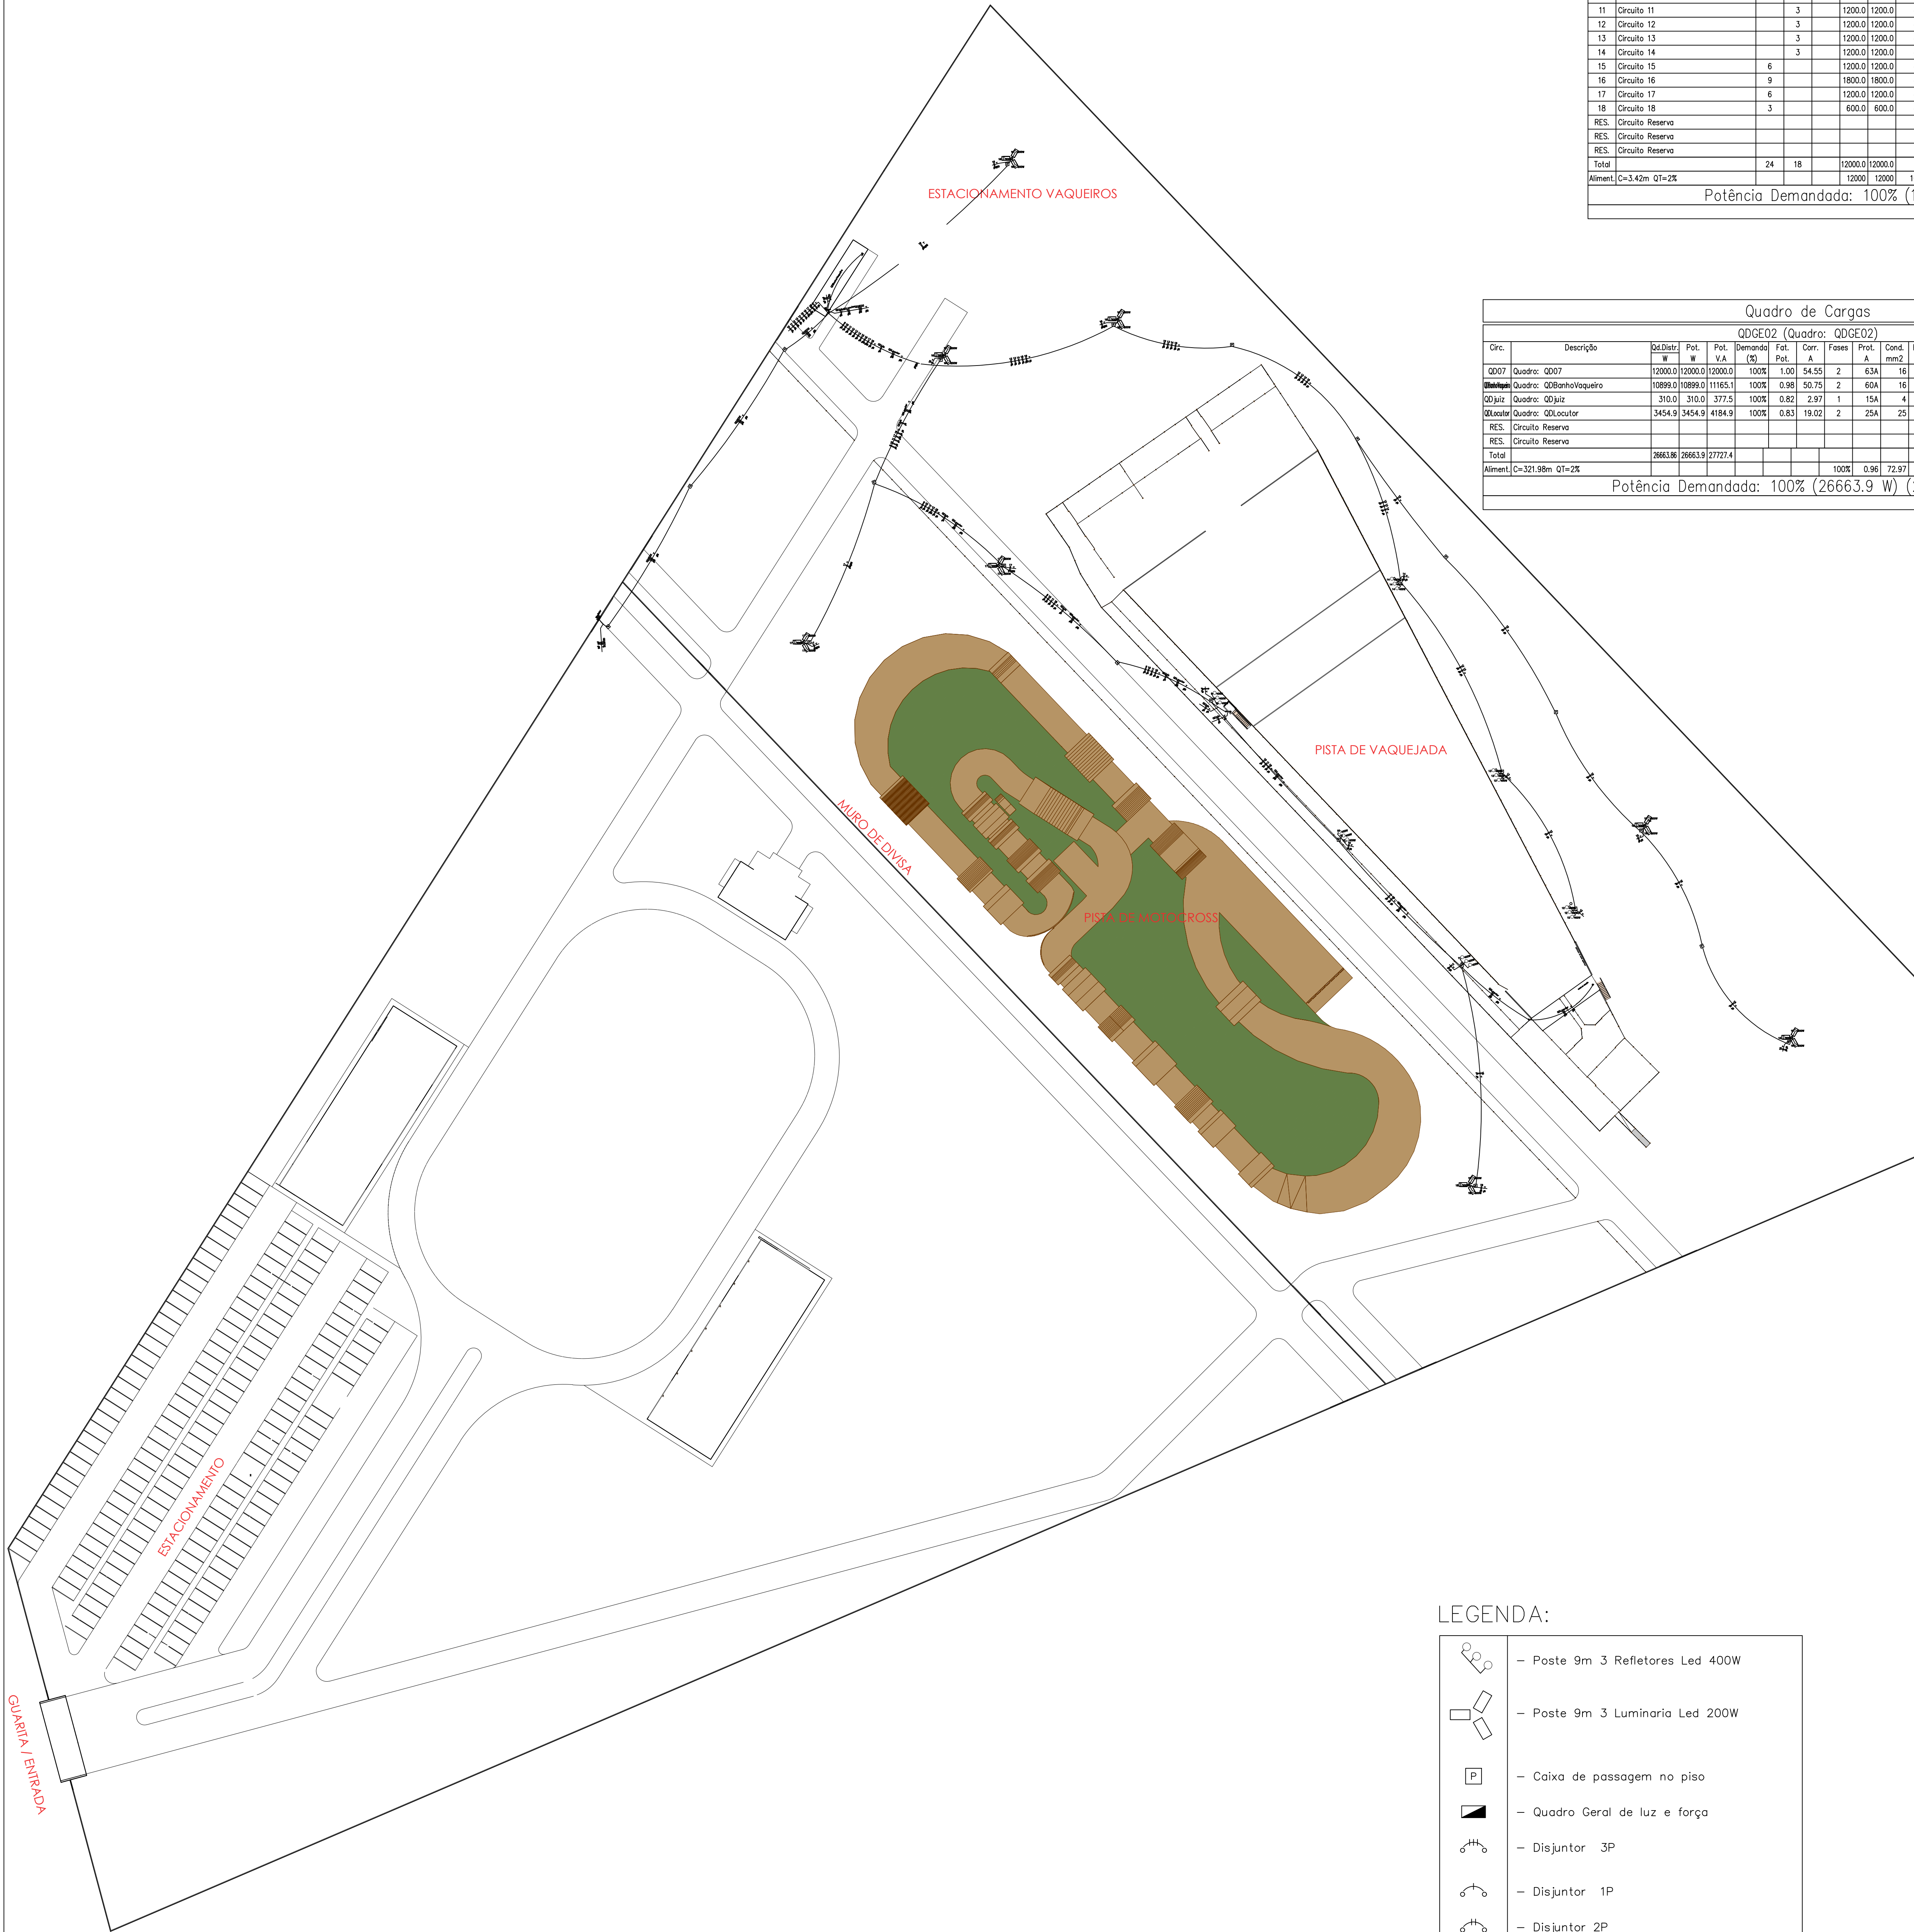 11 Circuito 11 3 1200.0 1200.0
12 Circuito 12 3 1200.0 1200.0
13 Circuito 13 3 1200.0 1200.0
14 Circuito 14 3 1200.0 1200.0
15 Circuito 15 6 1200.0 1200.0
16 Circuito 16 9 1800.0 1800.0
17 Circuito 17 6 1200.0 1200.0
18 Circuito 18 3 600.0 600.0
RES. Circuito Reserva
RES. Circuito Reserva
RES. Circuito Reserva
Total 24 18 12000.0 12000.0
Aliment. C=3.42m QT=2% 12000 12000 1
Potência Demandada: 100% (1
ESTACIONAMENTO VAQUEIROS
Quadro de Cargas
QDGE02 (Quadro: QDGE02)
Circ. Descrição Qd.Distr. Pot. Pot. Demanda Fat. Corr. Fases Prot. Cond.
W W V.A (%) Pot. A A mm2
QD07 Quadro: QD07 12000.0 12000.0 12000.0 100% 1.00 54.55 2 63A 16
Quadro: QDBanhoVaqueiro 10899.0 10899.0 11165.1 100% 0.98 50.75 2 60A 16
QDjuiz Quadro: QDjuiz 310.0 310.0 377.5 100% 0.82 2.97 1 15A 4
QDLocutor Quadro: QDLocutor 3454.9 3454.9 4184.9 100% 0.83 19.02 2 25A 25
RES. Circuito Reserva
RES. Circuito Reserva
Total 26663.86 26663.9 27727.4
Aliment. C=321.98m QT=2% 100% 0.96 72.97
Potência Demandada: 100% (26663.9 W) (
PISTA DE VAQUEJADA
MURO DE DIVISA
PISTA DE MOTOCROSS
ESTACIONAMENTO
GUARITA / ENTRADA
LEGENDA:
– Poste 9m 3 Refletores Led 400W
– Poste 9m 3 Luminaria Led 200W
P – Caixa de passagem no piso
– Quadro Geral de luz e força
– Disjuntor 3P
– Disjuntor 1P
– Disjuntor 2P